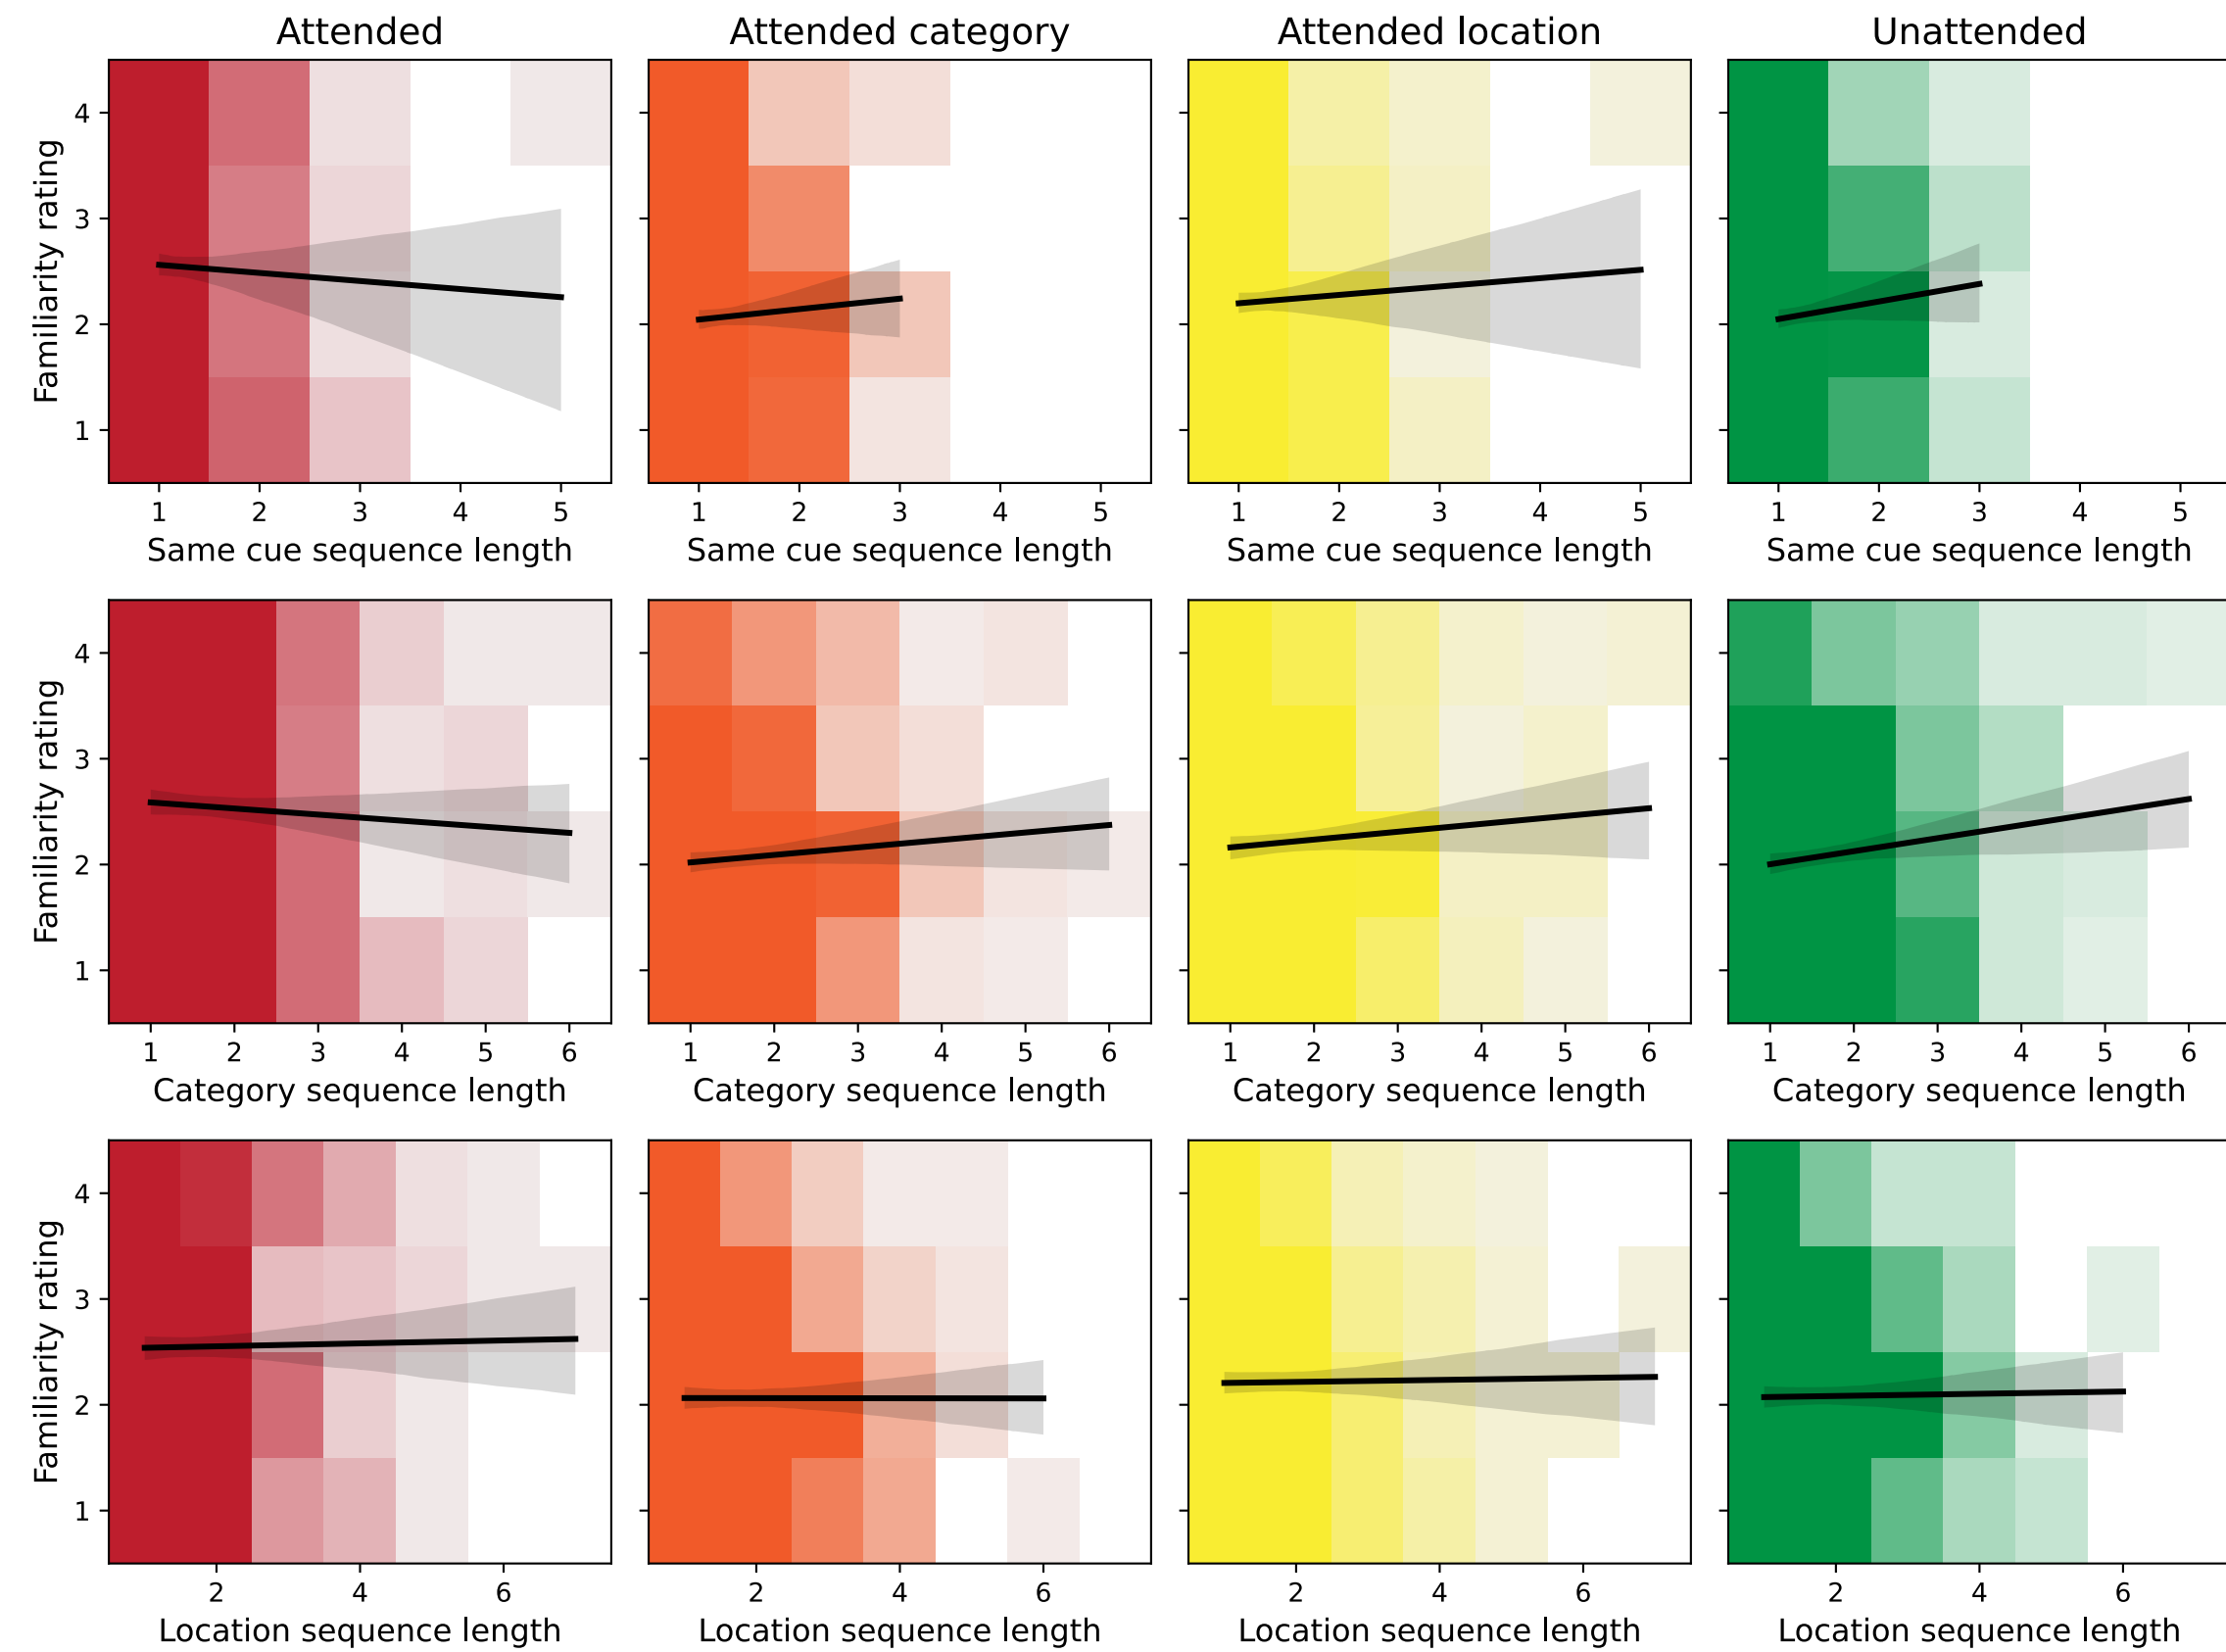 Attended Attended category Attended location Unattended
Familiarity rating
4
3
2
1
1 2 3 4 5 1 2 3 4 5 1 2 3 4 5 1 2 3 4 5
Same cue sequence length Same cue sequence length Same cue sequence length Same cue sequence length
Familiarity rating
4
3
2
1
1 2 3 4 5 6 1 2 3 4 5 6 1 2 3 4 5 6 1 2 3 4 5 6
Category sequence length Category sequence length Category sequence length Category sequence length
Familiarity rating
4
3
2
1
2 4 6 2 4 6 2 4 6 2 4 6
Location sequence length Location sequence length Location sequence length Location sequence length